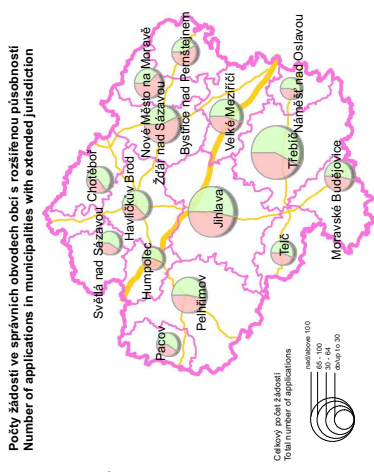 Počty žádostí ve správních obvodech obcí s rozšířenou působností
Number of applications in municipalities with extended jurisdiction
Světlá nad Sázavou
Chotěboř
Havlíčkův Brod
Nové Město na Moravě
Žďár nad Sázavou
Bystřice nad Pernštejnem
Pacov
Humpolec
Pelhřimov
Jihlava
Velké Meziříčí
Třebíč
Náměšť nad Oslavou
Telč
Moravské Budějovice
Celkový počet žádostí
Total number of applications
nad/above 100
65 - 100
30 - 64
do/up to 30